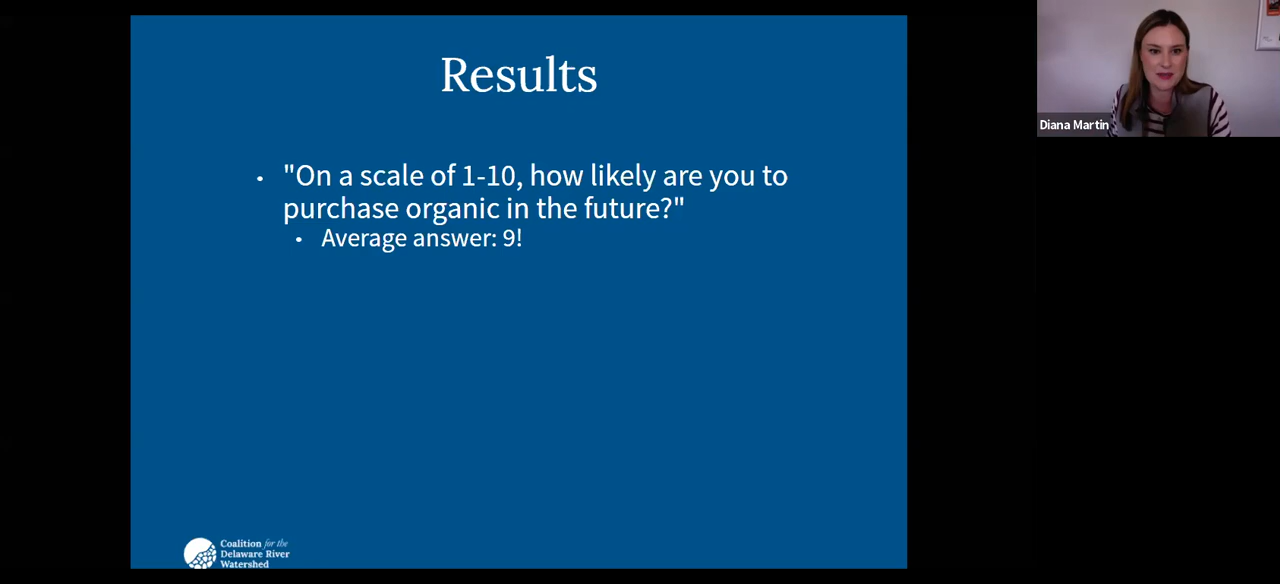 Results
• "On a scale of 1-10, how likely are you to
purchase organic in the future?"
• Average answer: 9!
Coalition for the
Delaware River
Watershed
Diana Martin